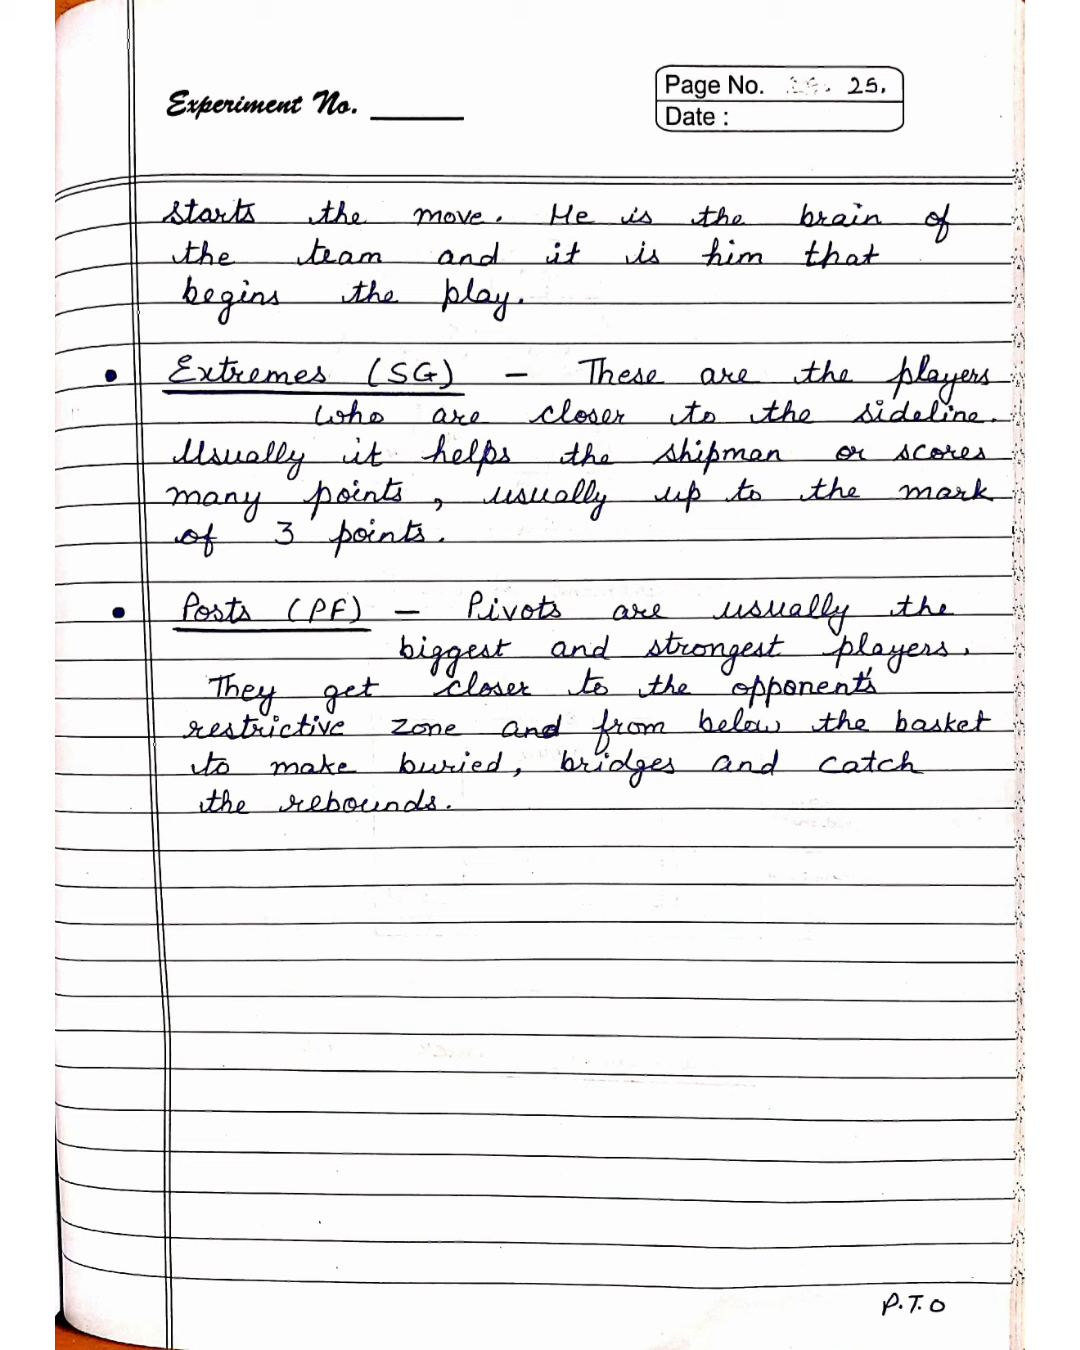 Experiment No.
Page No. 25.
Date :
starts the move. He is the brain of
the team and it is him that
begins the play.
• Extremes (SG) – These are the players
who are closer to the sideline.
Usually it helps the shipman or scores
many points, usually up to the mark
of 3 points.
• Posts (PF) – Pivots are usually the
biggest and strongest players.
They get closer to the opponent's
restrictive zone and from below the basket
to make buried, bridges and catch
the rebounds.
P.T.O